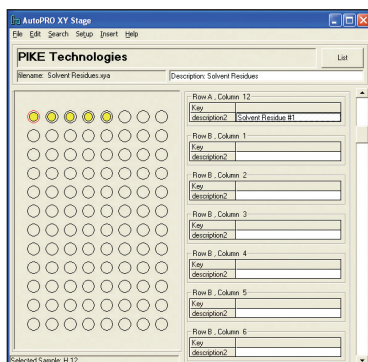 AutoPRO XY Stage
File Edit Search Setup Insert Help
PIKE Technologies
List
filename: Solvent Residues.xya
Description: Solvent Residues
Row A , Column 12
Key
description2 Solvent Residue #1
Row B , Column 1
Key
description2
Row B , Column 2
Key
description2
Row B , Column 3
Key
description2
Row B , Column 4
Key
description2
Row B , Column 5
Key
description2
Row B , Column 6
Key
description2
Selected Sample: H 12